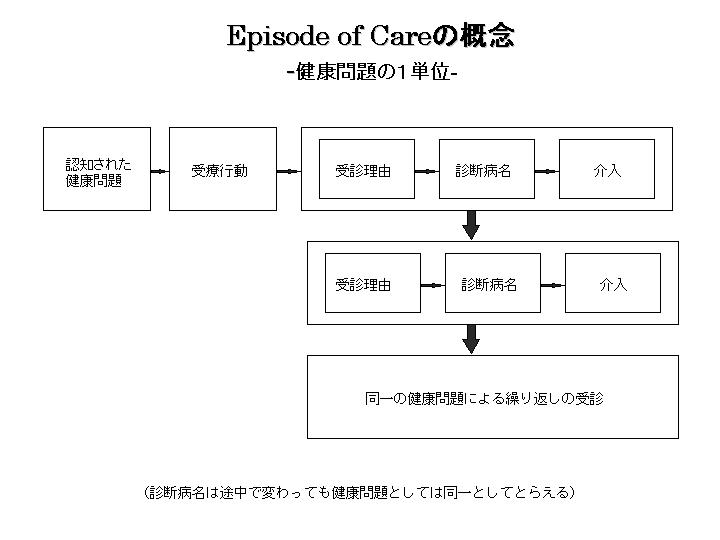 Episode of Careの概念
-健康問題の1単位-
認知された
健康問題
受療行動
受診理由
診断病名
介入
受診理由
診断病名
介入
同一の健康問題による繰り返しの受診
(診断病名は途中で変わっても健康問題としては同一としてとらえる)